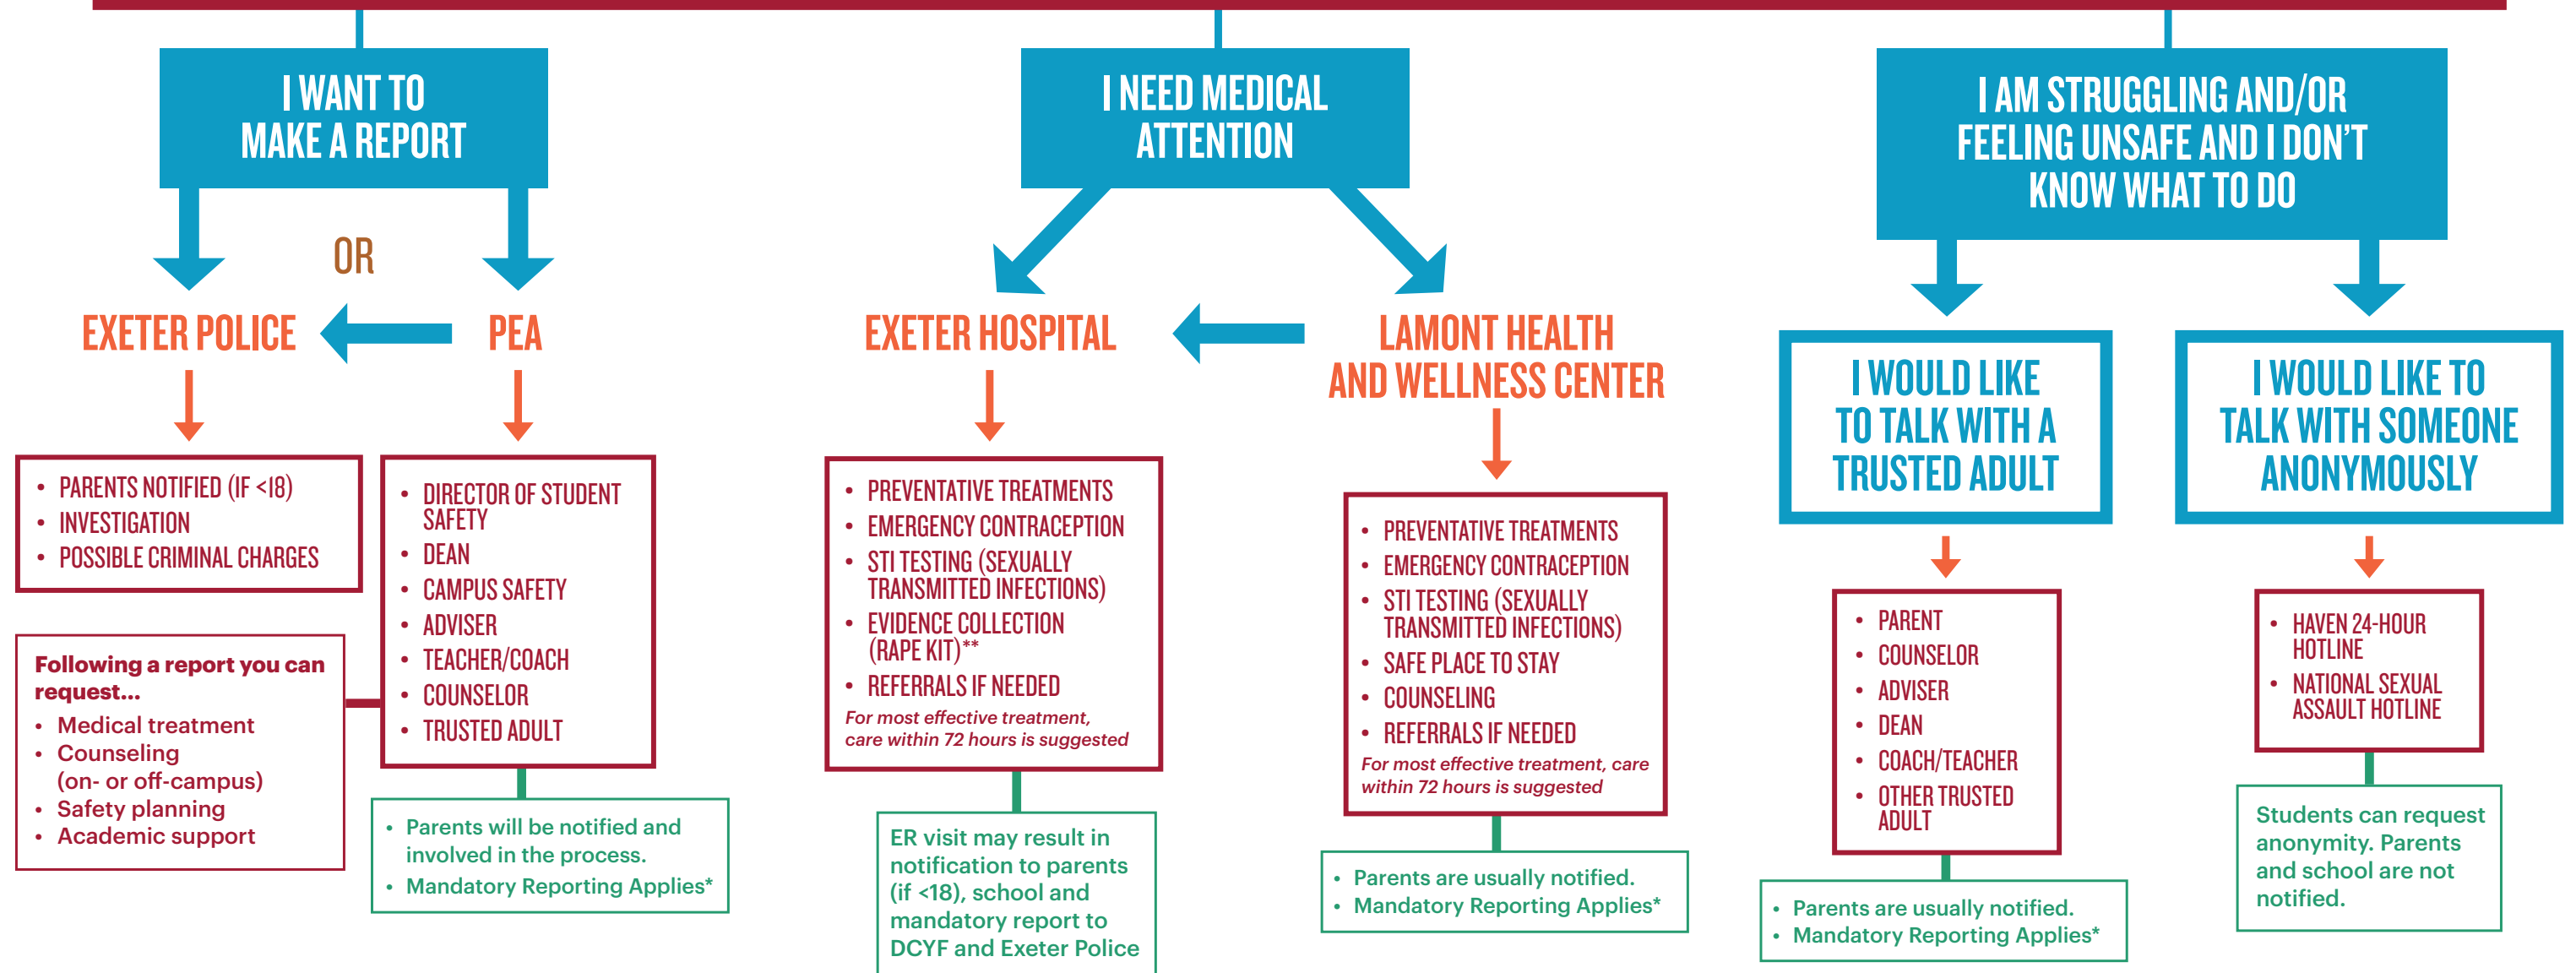 I WANT TO
MAKE A REPORT
OR
EXETER POLICE
PEA
• PARENTS NOTIFIED (IF <18)
• INVESTIGATION
• POSSIBLE CRIMINAL CHARGES
• DIRECTOR OF STUDENT
SAFETY
• DEAN
• CAMPUS SAFETY
• ADVISER
• TEACHER/COACH
• COUNSELOR
• TRUSTED ADULT
Following a report you can
request...
• Medical treatment
• Counseling
(on- or off-campus)
• Safety planning
• Academic support
• Parents will be notified and
involved in the process.
• Mandatory Reporting Applies*
I NEED MEDICAL
ATTENTION
EXETER HOSPITAL
LAMONT HEALTH
AND WELLNESS CENTER
• PREVENTATIVE TREATMENTS
• EMERGENCY CONTRACEPTION
• STI TESTING (SEXUALLY
TRANSMITTED INFECTIONS)
• EVIDENCE COLLECTION
(RAPE KIT)**
• REFERRALS IF NEEDED
For most effective treatment,
care within 72 hours is suggested
ER visit may result in
notification to parents
(if <18), school and
mandatory report to
DCYF and Exeter Police
• PREVENTATIVE TREATMENTS
• EMERGENCY CONTRACEPTION
• STI TESTING (SEXUALLY
TRANSMITTED INFECTIONS)
• SAFE PLACE TO STAY
• COUNSELING
• REFERRALS IF NEEDED
For most effective treatment, care
within 72 hours is suggested
• Parents are usually notified.
• Mandatory Reporting Applies*
I AM STRUGGLING AND/OR
FEELING UNSAFE AND I DON'T
KNOW WHAT TO DO
I WOULD LIKE
TO TALK WITH A
TRUSTED ADULT
• PARENT
• COUNSELOR
• ADVISER
• DEAN
• COACH/TEACHER
• OTHER TRUSTED
ADULT
• Parents are usually notified.
• Mandatory Reporting Applies*
I WOULD LIKE TO
TALK WITH SOMEONE
ANONYMOUSLY
• HAVEN 24-HOUR
HOTLINE
• NATIONAL SEXUAL
ASSAULT HOTLINE
Students can request
anonymity. Parents
and school are not
notified.